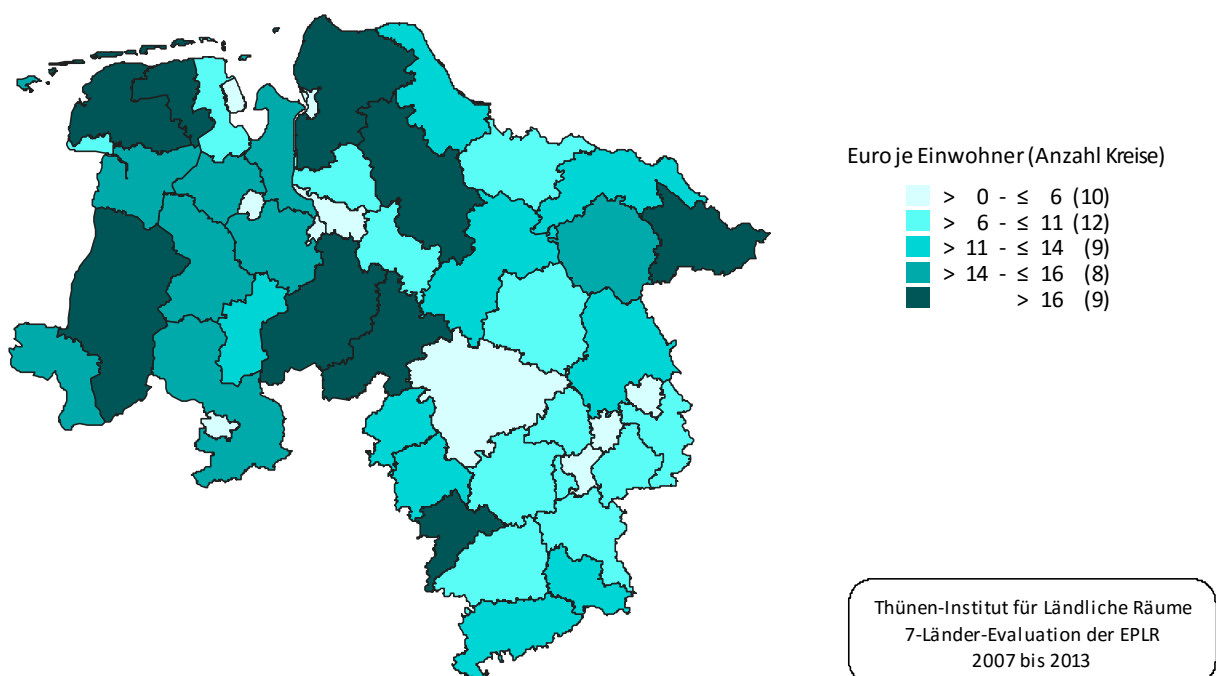 Euro je Einwohner (Anzahl Kreise)
> 0 - ≤ 6 (10)
> 6 - ≤ 11 (12)
> 11 - ≤ 14 (9)
> 14 - ≤ 16 (8)
> 16 (9)
Thünen-Institut für Ländliche Räume
7-Länder-Evaluation der EPLR
2007 bis 2013